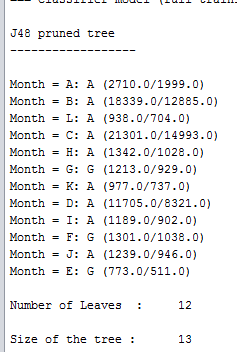 === Classifier model (full traini
J48 pruned tree
------------------
Month = A: A (2710.0/1999.0)
Month = B: A (18339.0/12885.0)
Month = L: A (938.0/704.0)
Month = C: A (21301.0/14993.0)
Month = H: A (1342.0/1028.0)
Month = G: G (1213.0/929.0)
Month = K: A (977.0/737.0)
Month = D: A (11705.0/8321.0)
Month = I: A (1189.0/902.0)
Month = F: G (1301.0/1038.0)
Month = J: A (1239.0/946.0)
Month = E: G (773.0/511.0)
Number of Leaves  :     12
Size of the tree :      13